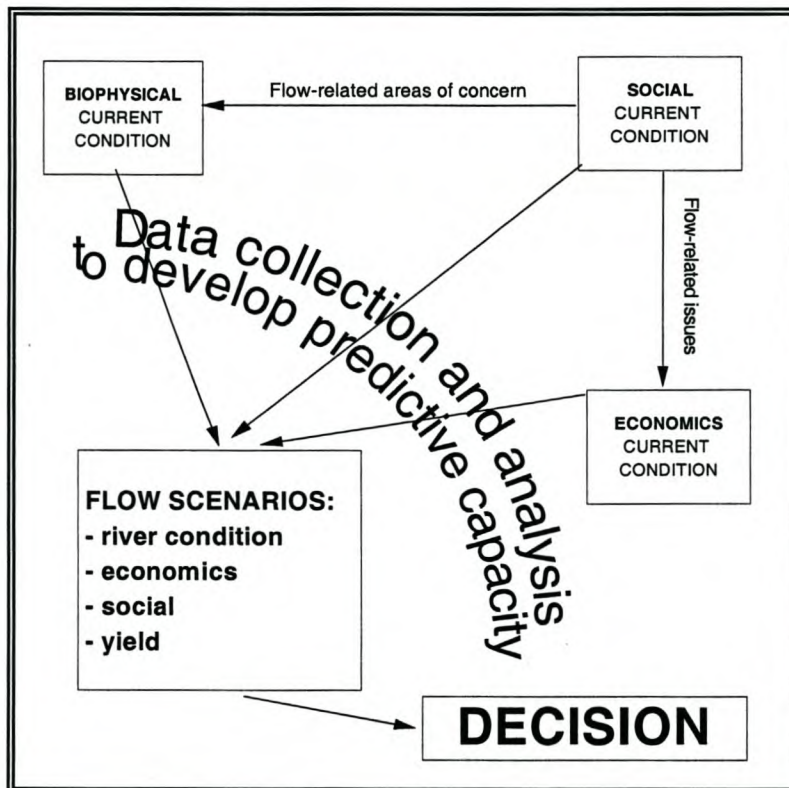 BIOPHYSICAL
CURRENT
CONDITION
Flow-related areas of concern
SOCIAL
CURRENT
CONDITION
Flow-related issues
Data collection and analysis
to develop predictive capacity
ECONOMICS
CURRENT
CONDITION
FLOW SCENARIOS:
- river condition
- economics
- social
- yield
DECISION